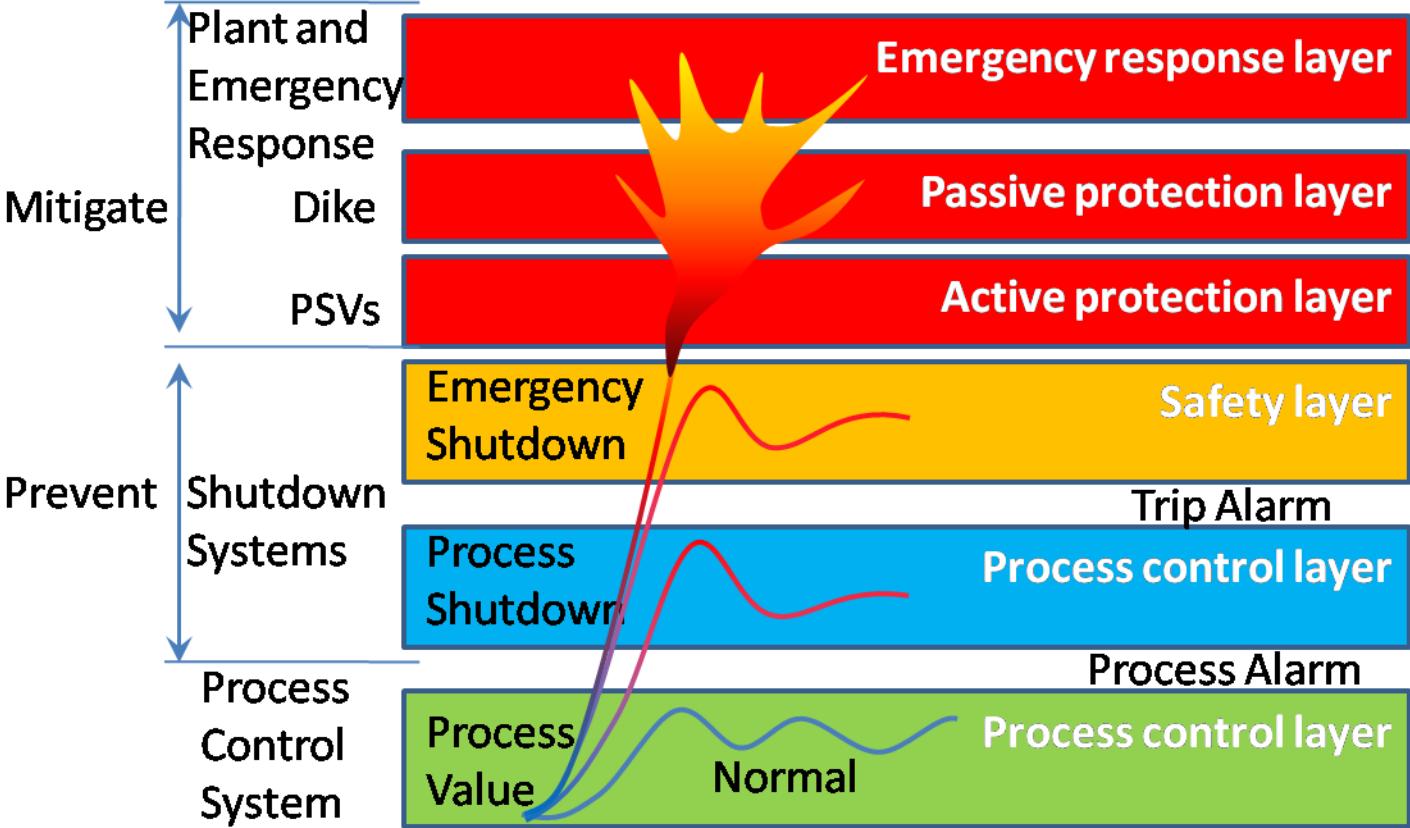 Plant and
Emergency
Response
Emergency response layer
Mitigate
Dike
Passive protection layer
PSVs
Active protection layer
Emergency
Shutdown
Safety layer
Prevent
Shutdown
Systems
Trip Alarm
Process
Shutdown
Process control layer
Process Alarm
Process
Control
System
Process
Value
Normal
Process control layer